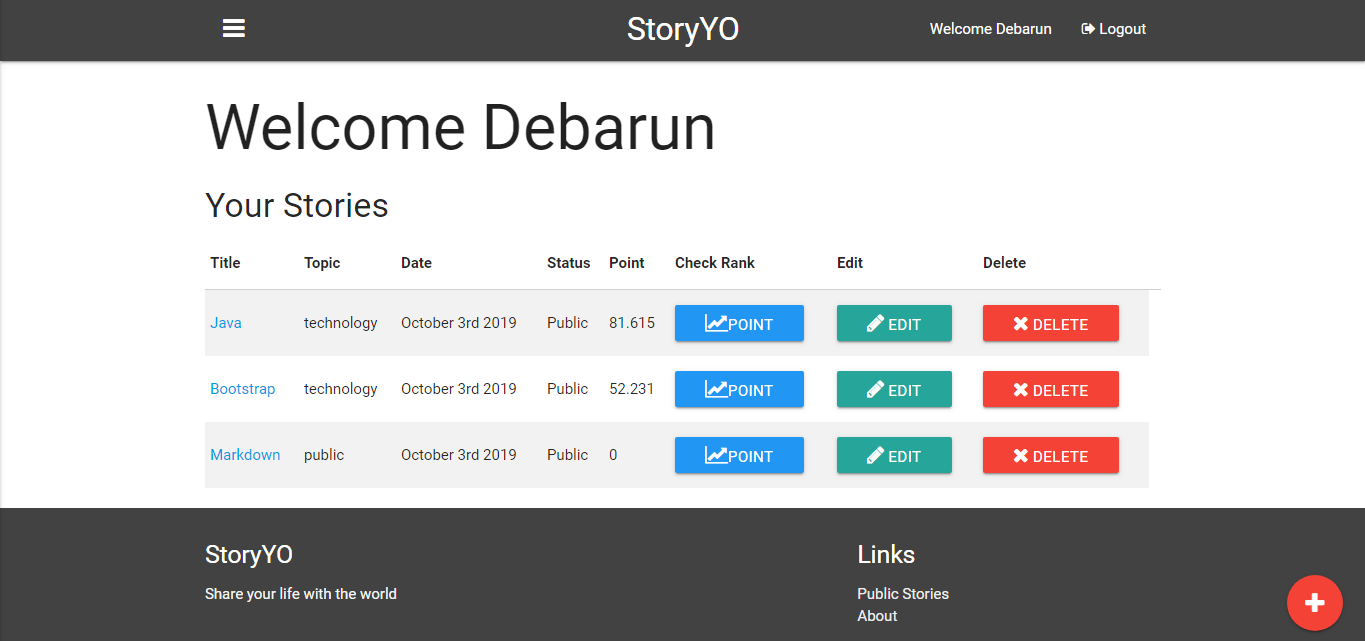 StoryYO Welcome Debarun Logout
Welcome Debarun
Your Stories
Title Topic Date Status Point Check Rank Edit Delete
Java technology October 3rd 2019 Public 81.615 POINT EDIT DELETE
Bootstrap technology October 3rd 2019 Public 52.231 POINT EDIT DELETE
Markdown public October 3rd 2019 Public 0 POINT EDIT DELETE
StoryYO Links
Share your life with the world Public Stories
About